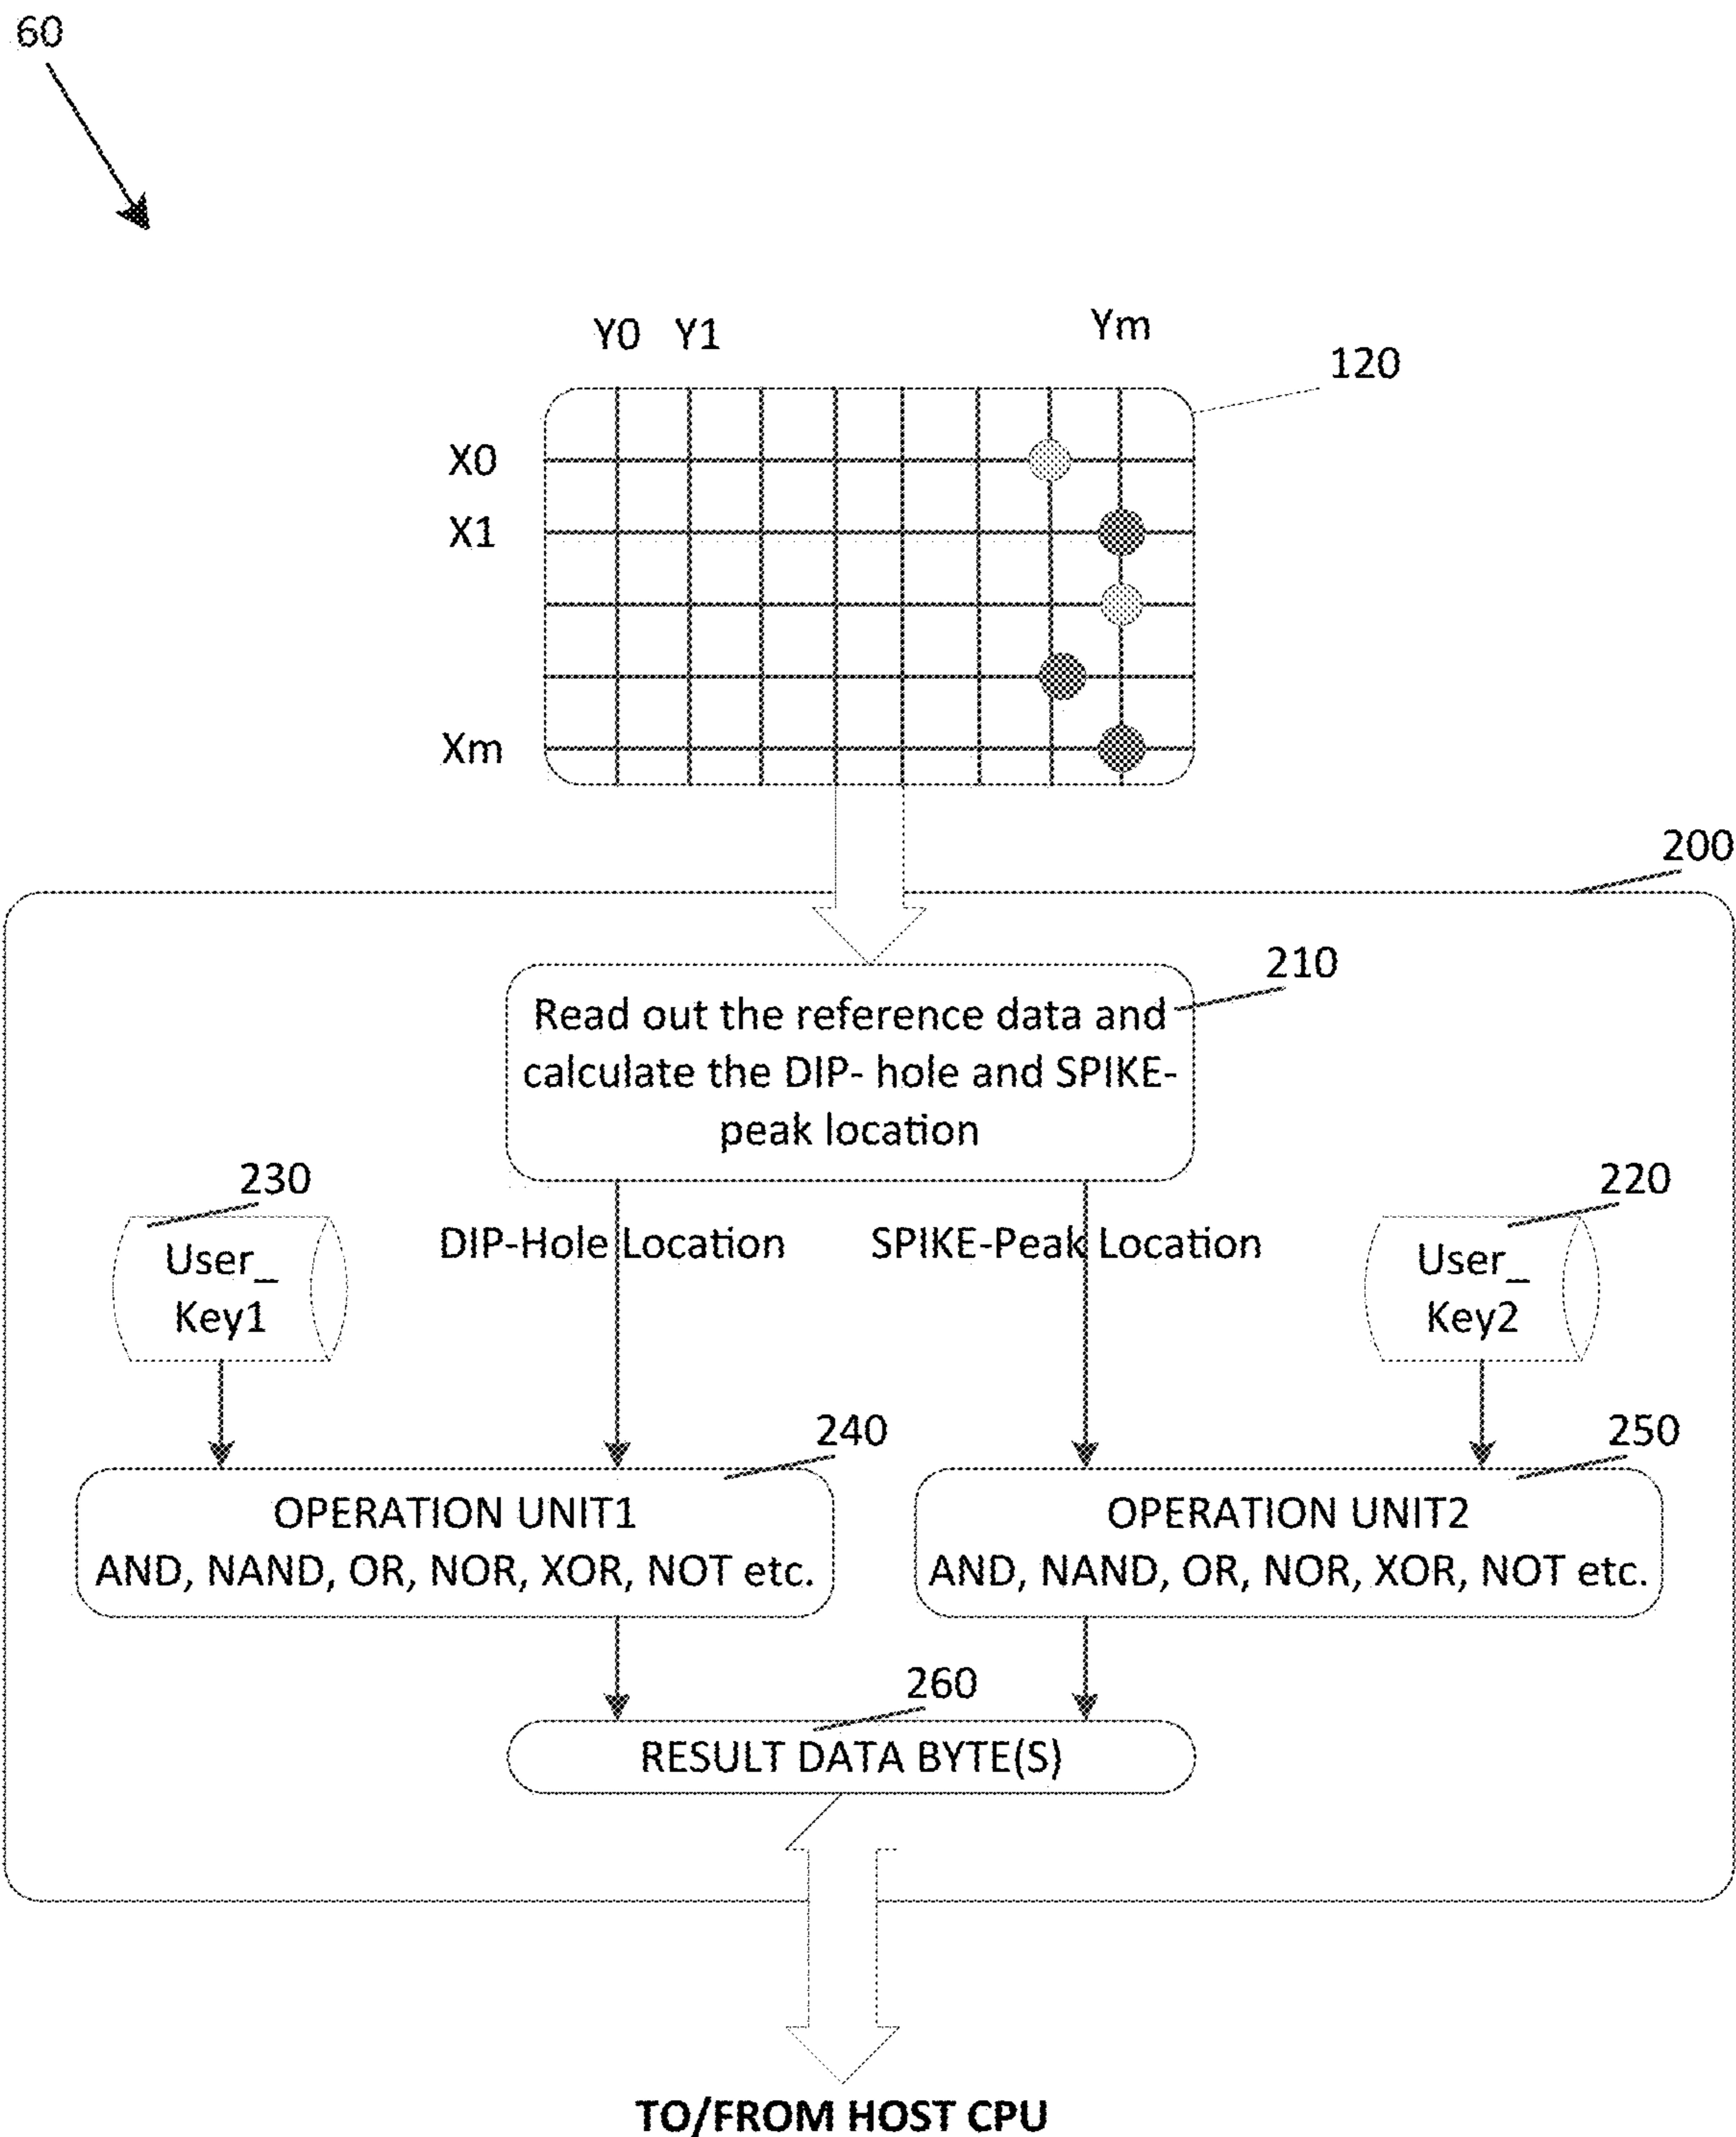 60
Y0 Y1 Ym
120
X0
X1
Xm
200
210
Read out the reference data and
calculate the DIP- hole and SPIKE-
peak location
230
220
DIP-Hole Location
SPIKE-Peak Location
User_
Key1
User_
Key2
240
250
OPERATION UNIT1
AND, NAND, OR, NOR, XOR, NOT etc.
OPERATION UNIT2
AND, NAND, OR, NOR, XOR, NOT etc.
260
RESULT DATA BYTE(S)
TO/FROM HOST CPU